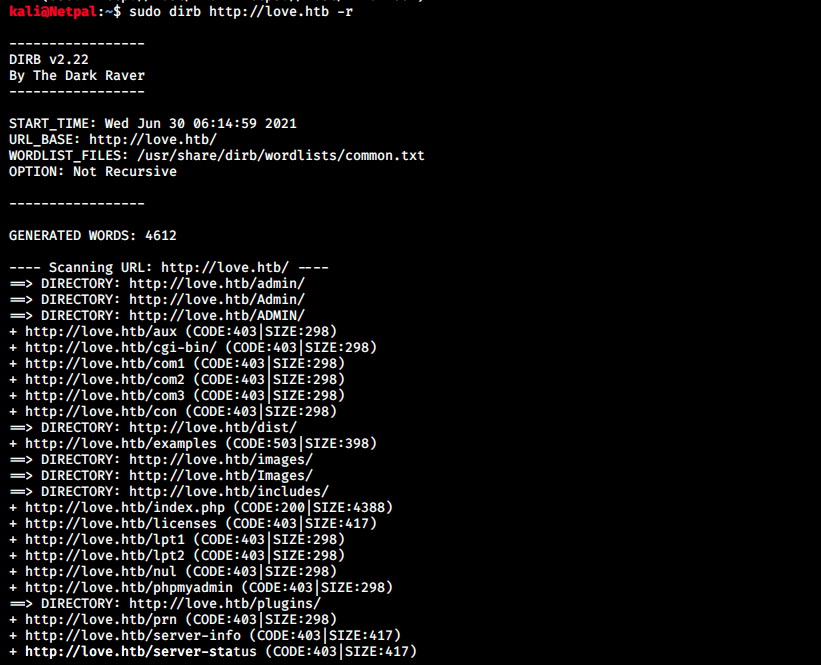 kali@Netpal:~$ sudo dirb http://love.htb -r
-----------------
DIRB v2.22
By The Dark Raver
-----------------
START_TIME: Wed Jun 30 06:14:59 2021
URL_BASE: http://love.htb/
WORDLIST_FILES: /usr/share/dirb/wordlists/common.txt
OPTION: Not Recursive
-----------------
GENERATED WORDS: 4612
---- Scanning URL: http://love.htb/ ----
==> DIRECTORY: http://love.htb/admin/
==> DIRECTORY: http://love.htb/Admin/
==> DIRECTORY: http://love.htb/ADMIN/
+ http://love.htb/aux (CODE:403|SIZE:298)
+ http://love.htb/cgi-bin/ (CODE:403|SIZE:298)
+ http://love.htb/com1 (CODE:403|SIZE:298)
+ http://love.htb/com2 (CODE:403|SIZE:298)
+ http://love.htb/com3 (CODE:403|SIZE:298)
+ http://love.htb/con (CODE:403|SIZE:298)
==> DIRECTORY: http://love.htb/dist/
+ http://love.htb/examples (CODE:503|SIZE:398)
==> DIRECTORY: http://love.htb/images/
==> DIRECTORY: http://love.htb/Images/
==> DIRECTORY: http://love.htb/includes/
+ http://love.htb/index.php (CODE:200|SIZE:4388)
+ http://love.htb/licenses (CODE:403|SIZE:417)
+ http://love.htb/lpt1 (CODE:403|SIZE:298)
+ http://love.htb/lpt2 (CODE:403|SIZE:298)
+ http://love.htb/nul (CODE:403|SIZE:298)
+ http://love.htb/phpmyadmin (CODE:403|SIZE:298)
==> DIRECTORY: http://love.htb/plugins/
+ http://love.htb/prn (CODE:403|SIZE:298)
+ http://love.htb/server-info (CODE:403|SIZE:417)
+ http://love.htb/server-status (CODE:403|SIZE:417)